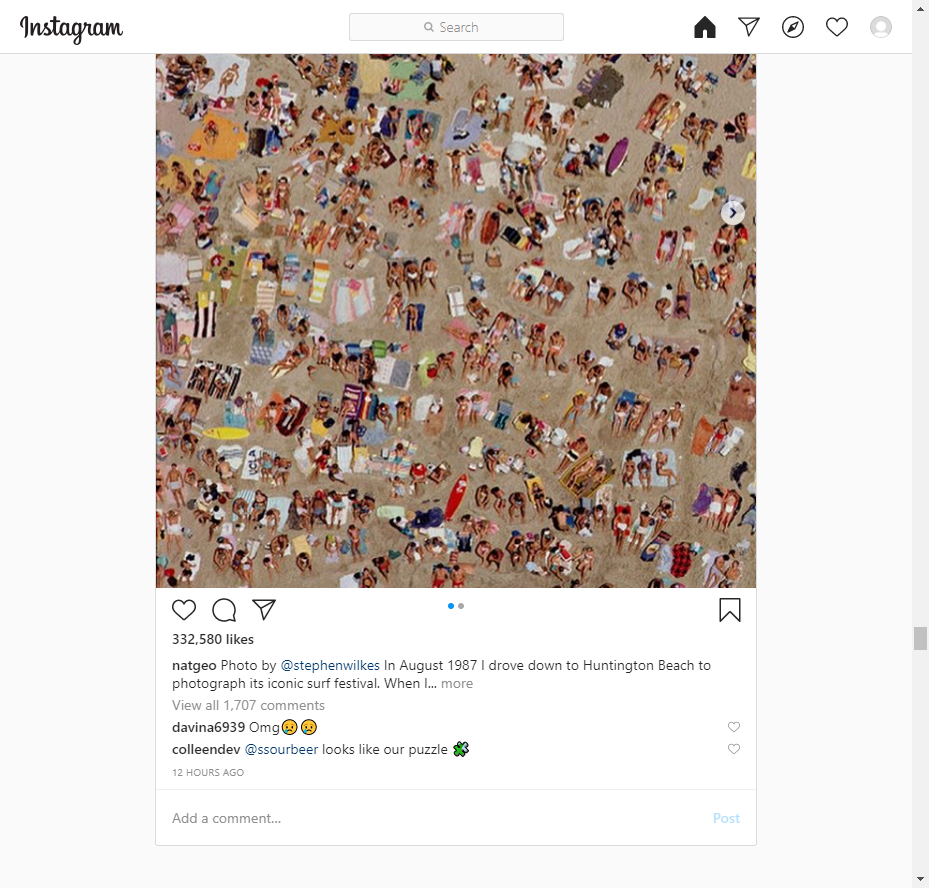 Instagram
Search
UCLA
332,580 likes
natgeo Photo by @stephenwilkes In August 1987 I drove down to Huntington Beach to
photograph its iconic surf festival. When I... more
View all 1,707 comments
davina6939 Omg😥😥
colleendev @ssourbeer looks like our puzzle 🧩
12 HOURS AGO
Add a comment...
Post